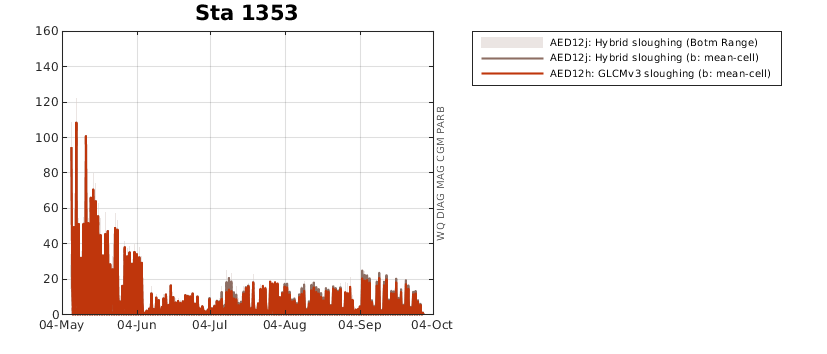 Sta 1353
160
140
120
100
80
60
40
20
0
04-May 04-Jun 04-Jul 04-Aug 04-Sep 04-Oct
WQ DIAG MAG CGM PARB
AED12j: Hybrid sloughing (Botm Range)
AED12j: Hybrid sloughing (b: mean-cell)
AED12h: GLCMv3 sloughing (b: mean-cell)